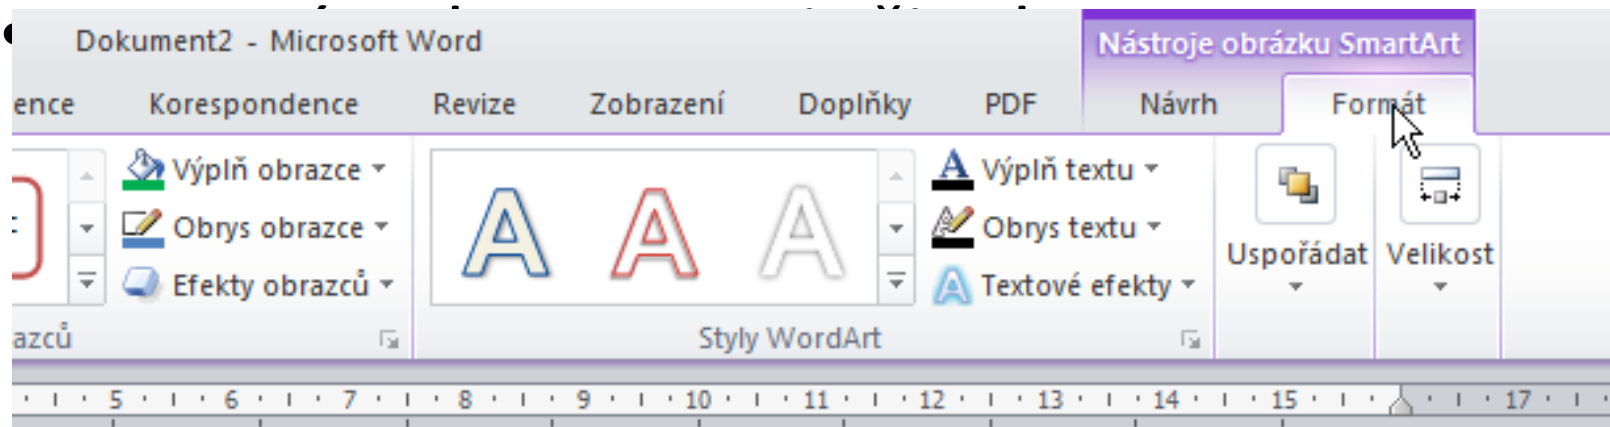 Dokument2 - Microsoft Word
Nástroje obrázku SmartArt
ence Korespondence Revize Zobrazení Doplňky PDF Návrh Formát
Výplň obrazce
Výplň textu
Obrys obrazce
Obrys textu
Uspořádat Velikost
Efekty obrazců
Textové efekty
azců
Styly WordArt
5 6 7 8 9 10 11 12 13 14 15 17